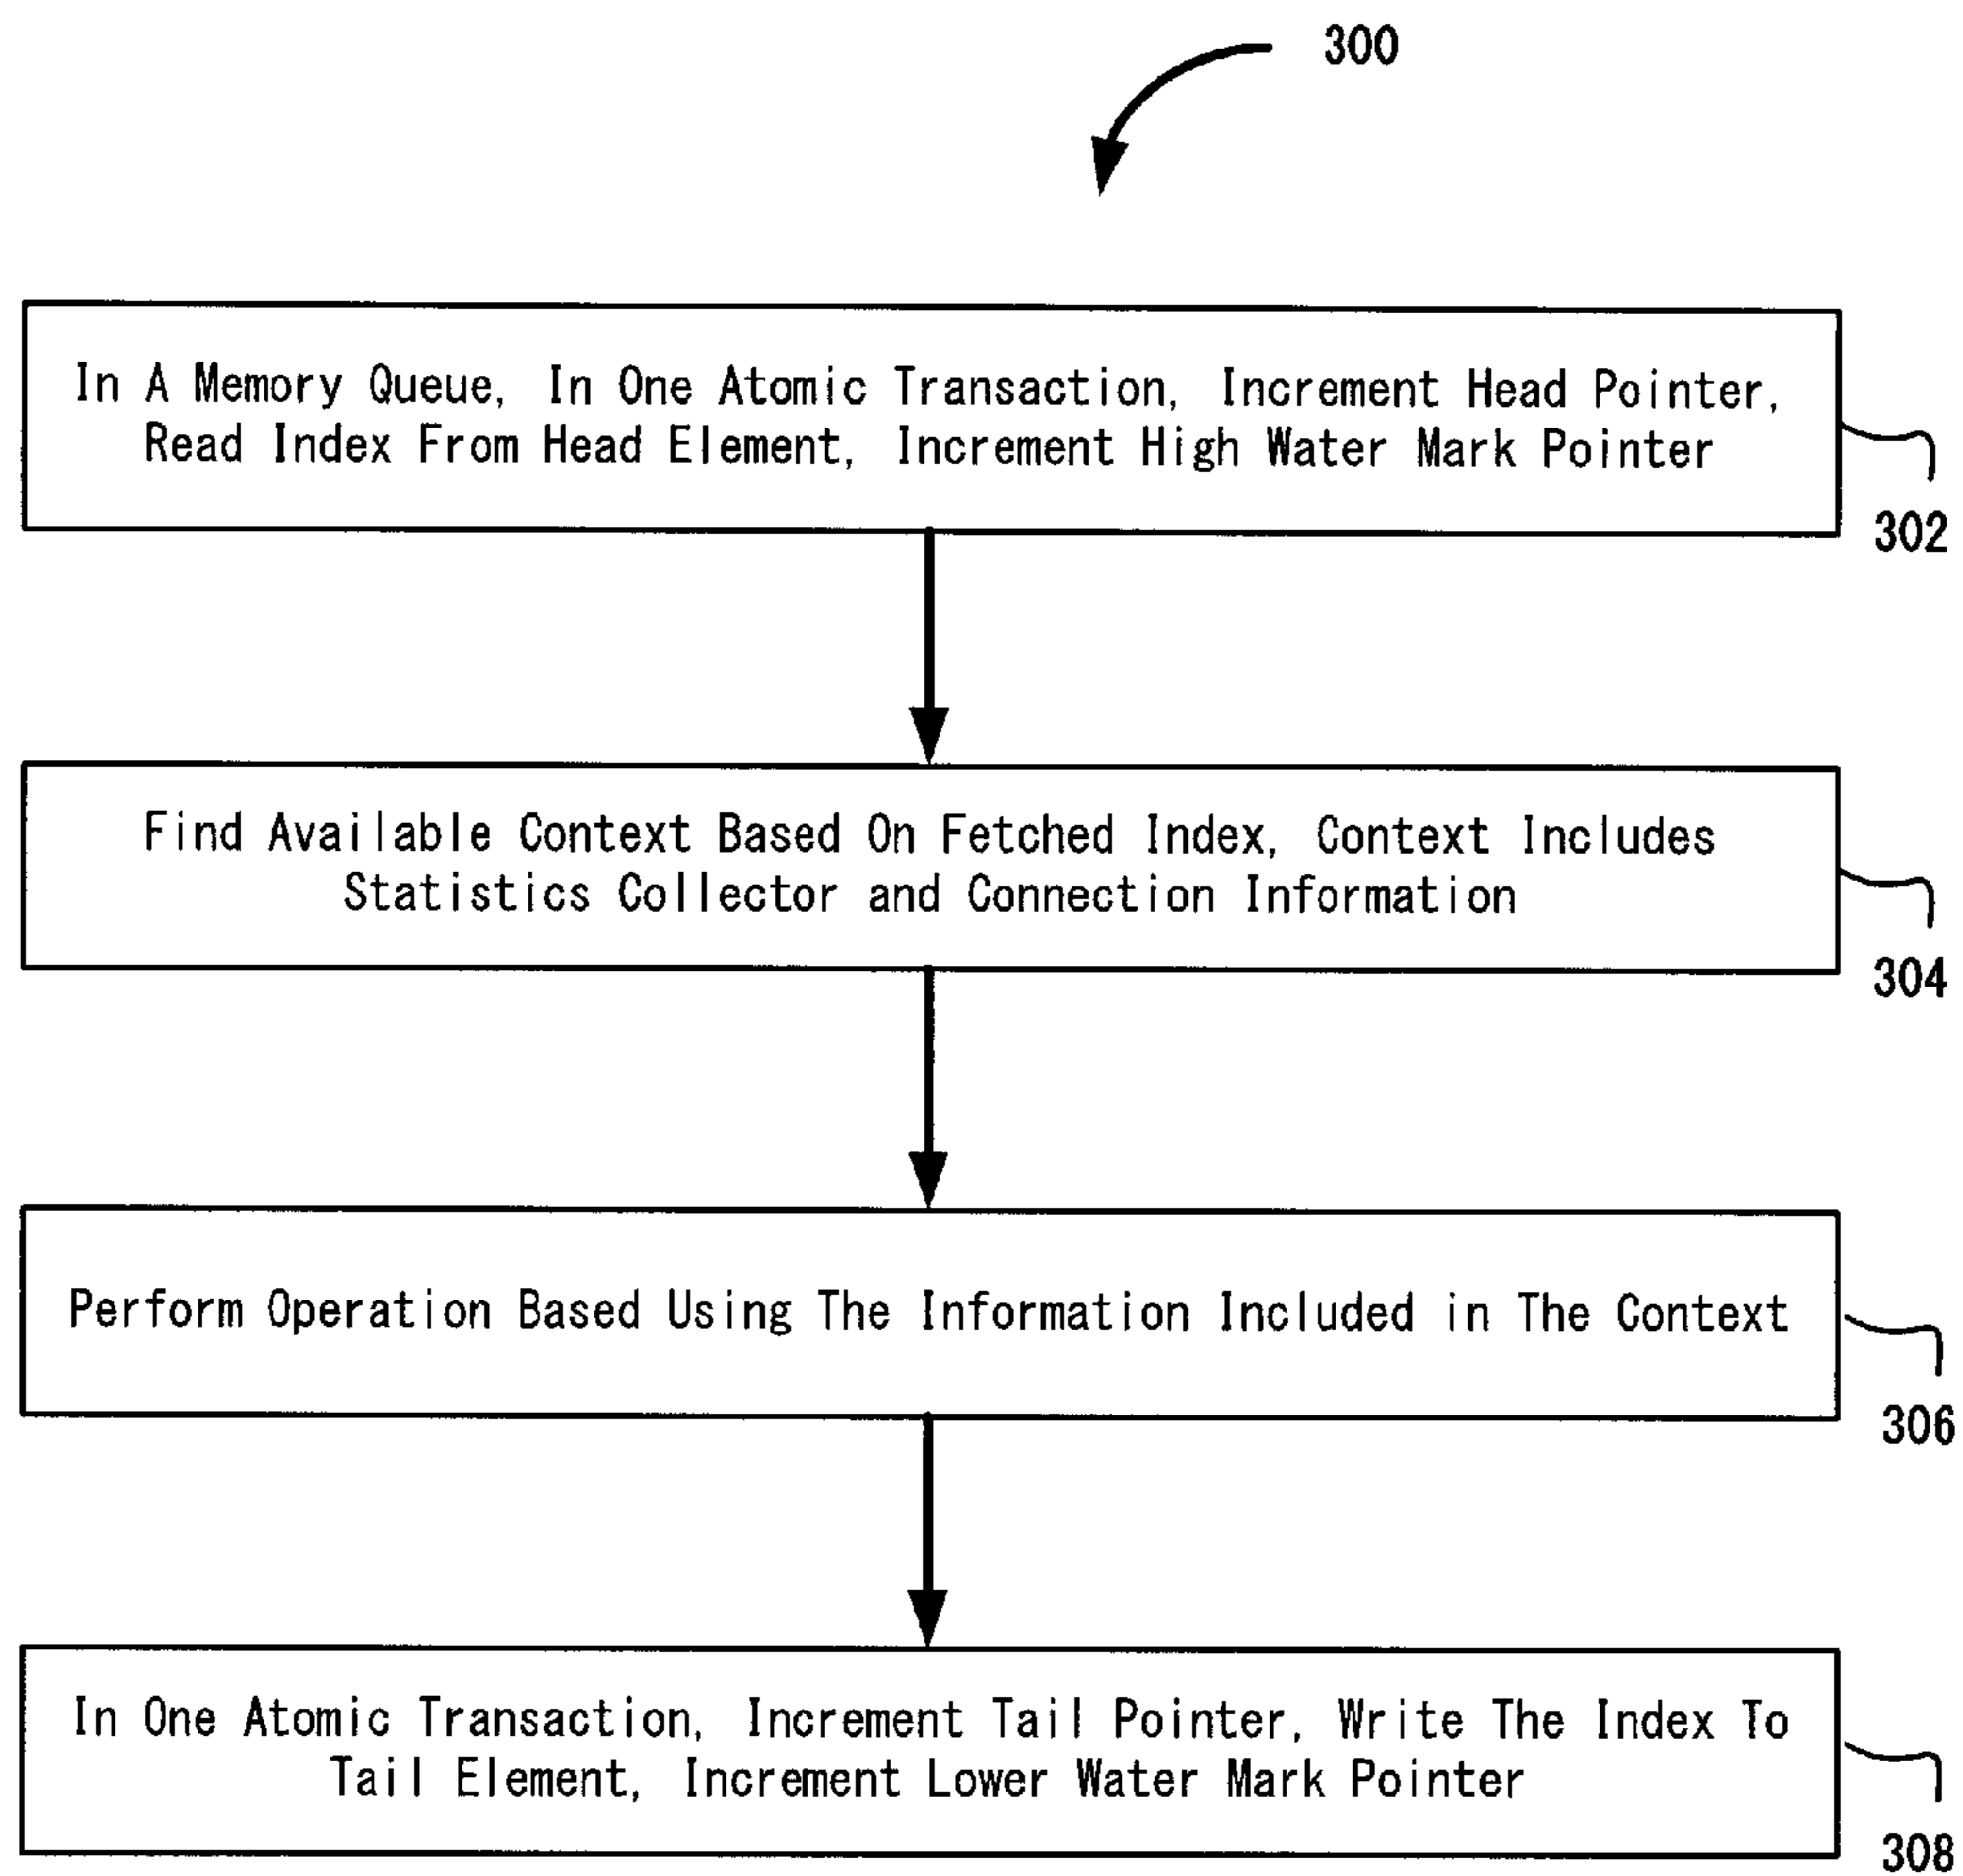 300
In A Memory Queue, In One Atomic Transaction, Increment Head Pointer,
Read Index From Head Element, Increment High Water Mark Pointer
302
Find Available Context Based On Fetched Index, Context Includes
Statistics Collector and Connection Information
304
Perform Operation Based Using The Information Included in The Context
306
In One Atomic Transaction, Increment Tail Pointer, Write The Index To
Tail Element, Increment Lower Water Mark Pointer
308